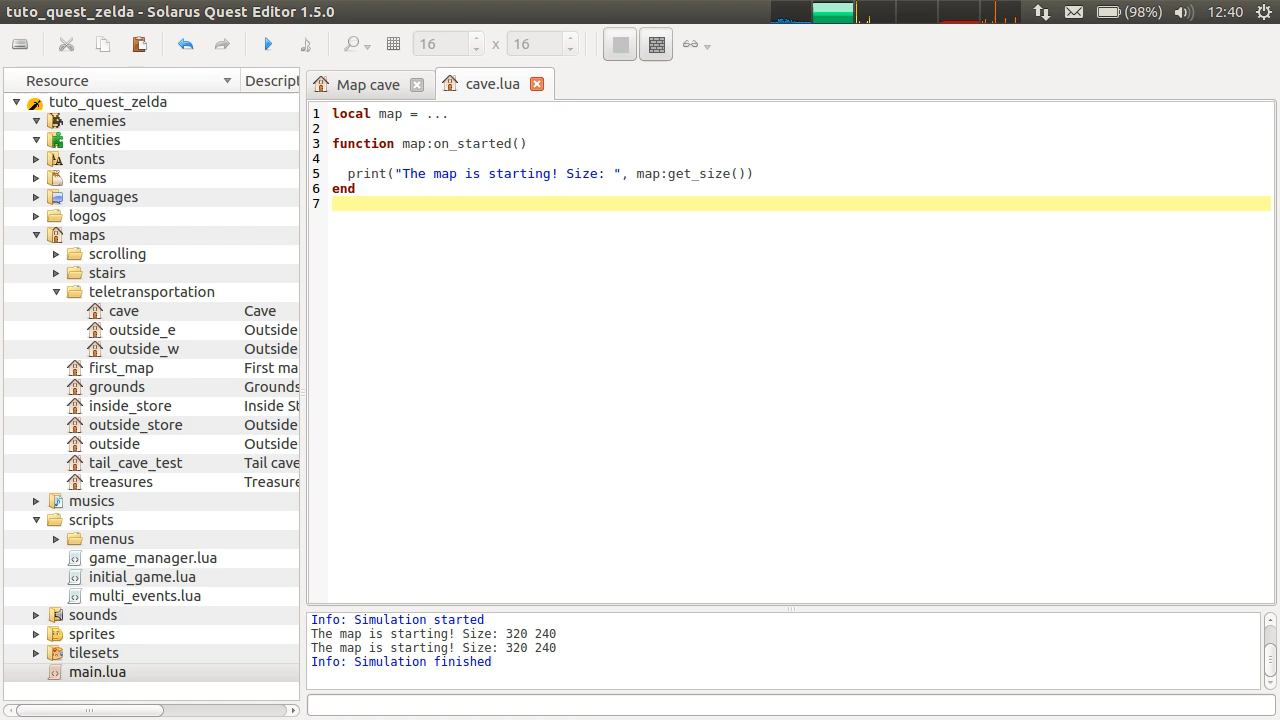 tuto_quest_zelda - Solarus Quest Editor 1.5.0
(98%)
12:40
16 x 16
Resource Descript
Map cave
cave.lua
tuto_quest_zelda
enemies
entities
fonts
items
languages
logos
maps
scrolling
stairs
teletransportation
cave Cave
outside_e Outside
outside_w Outside
first_map First ma
grounds Grounds
inside_store Inside St
outside_store Outside
outside Outside
tail_cave_test Tail cave
treasures Treasure
musics
scripts
menus
game_manager.lua
initial_game.lua
multi_events.lua
sounds
sprites
tilesets
main.lua
1 local map = ...
2
3 function map:on_started()
4
5 print("The map is starting! Size: ", map:get_size())
6 end
7
Info: Simulation started
The map is starting! Size: 320 240
The map is starting! Size: 320 240
Info: Simulation finished